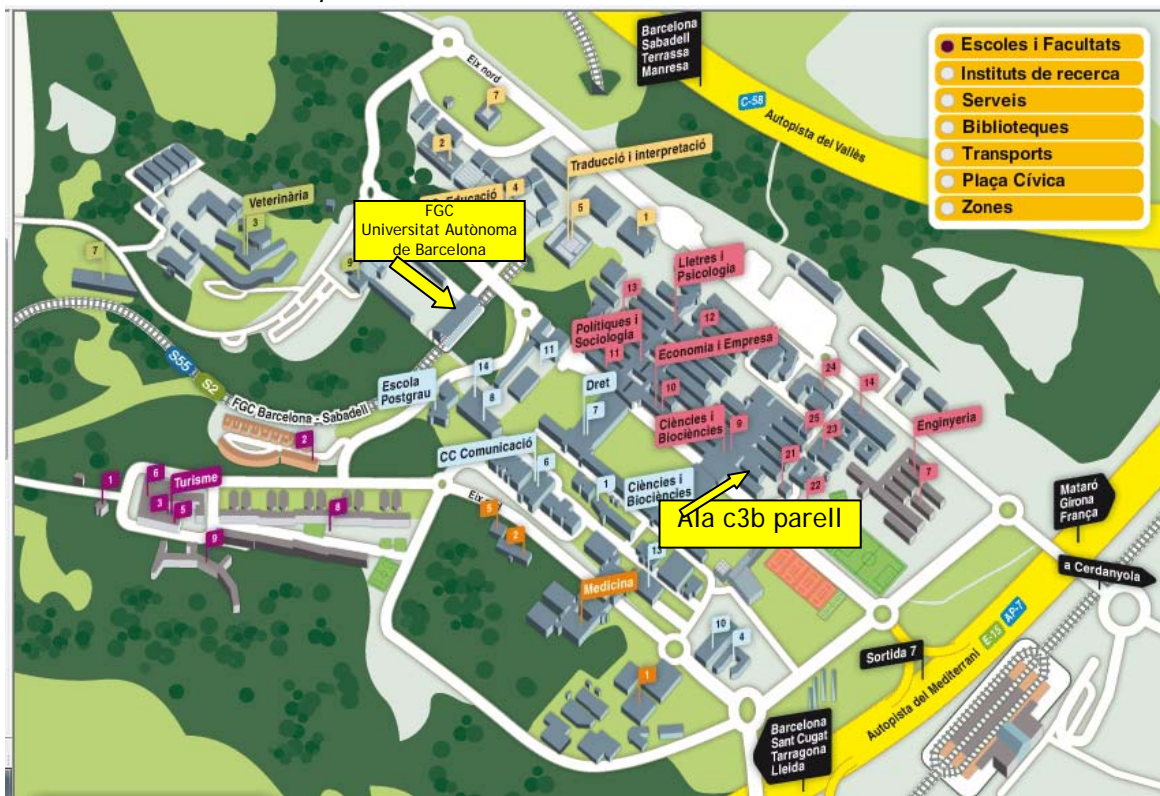 Barcelona
Sabadell
Terrassa
Manresa
Escoles i Facultats
Instituts de recerca
Serveis
Biblioteques
Transports
Plaça Cívica
Zones
Eix nord
C-58
Autopista del Vallès
7
2
Traducció i interpretació
Educació
4
5
1
Veterinària
3
7
FGC
Universitat Autònoma
de Barcelona
9
Lletres i
Psicologia
13
12
Polítiques i
Sociologia
11
Economia i Empresa
10
24
14
S55
S2
FGC Barcelona - Sabadell
Escola
Postgrau
14
8
11
Dret
7
Ciències i
Biociències
9
25
23
21
22
Enginyeria
7
CC Comunicació
6
1
Ciències i
Biociències
Ala c3b parell
2
1
6
Turisme
3
5
8
9
Eix
5
2
13
Medicina
10
4
1
Mataró
Girona
França
a Cerdanyola
Sortida 7
Autopista del Mediterrani
E-15
AP-7
Barcelona
Sant Cugat
Tarragona
Lleida